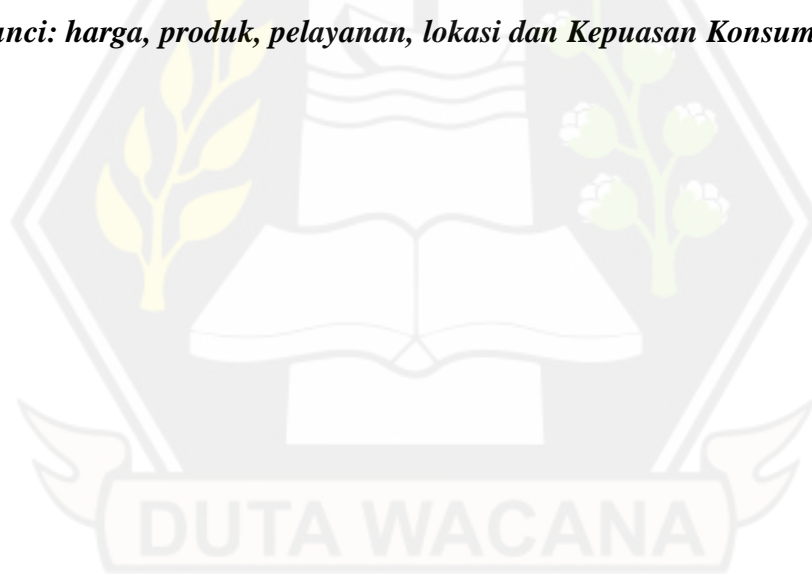 unci: harga, produk, pelayanan, lokasi dan Kepuasan Konsum
DUTA WACANA